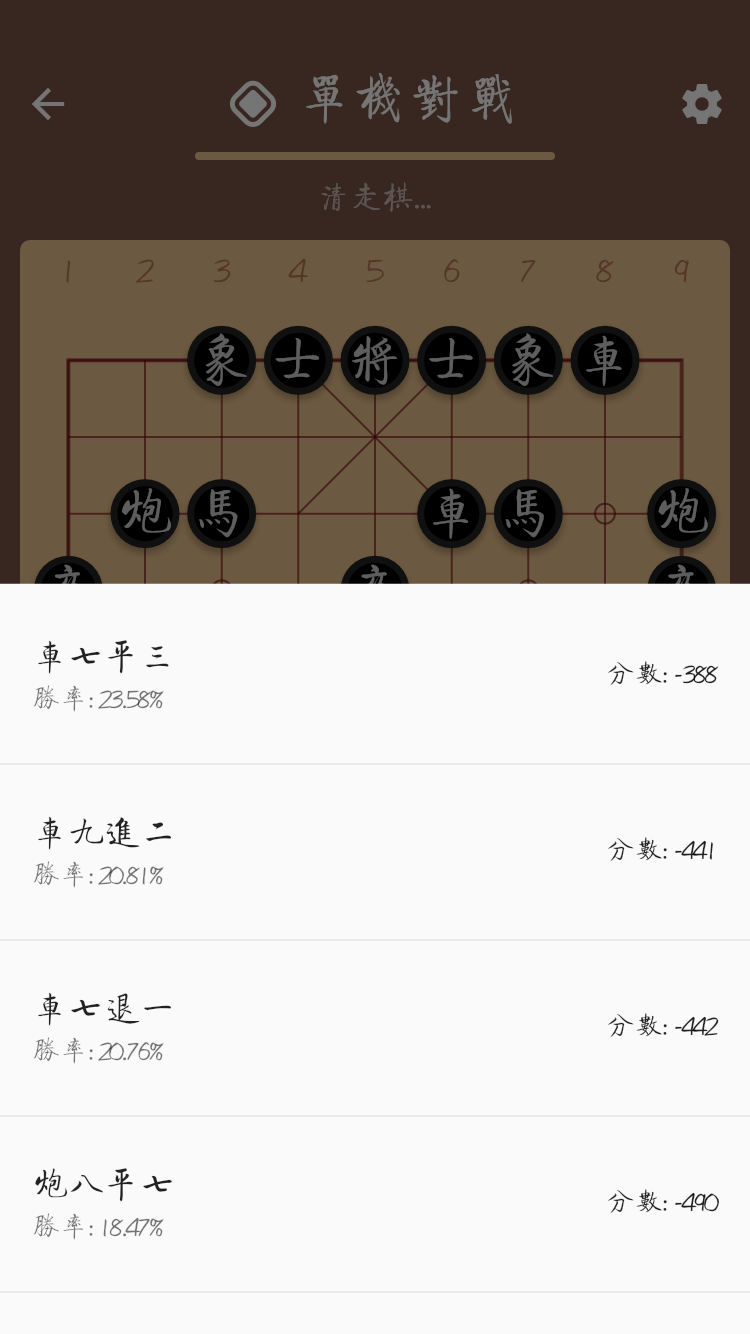 單機對戰
請走棋...
1 2 3 4 5 6 7 8 9
象 士 將 士 象 車
炮 馬 車 馬 炮
車七平三
勝率: 23.58%
分數: -388
車九進二
勝率: 20.81%
分數: -441
車七退一
勝率: 20.76%
分數: -442
炮八平七
勝率: 18.47%
分數: -490